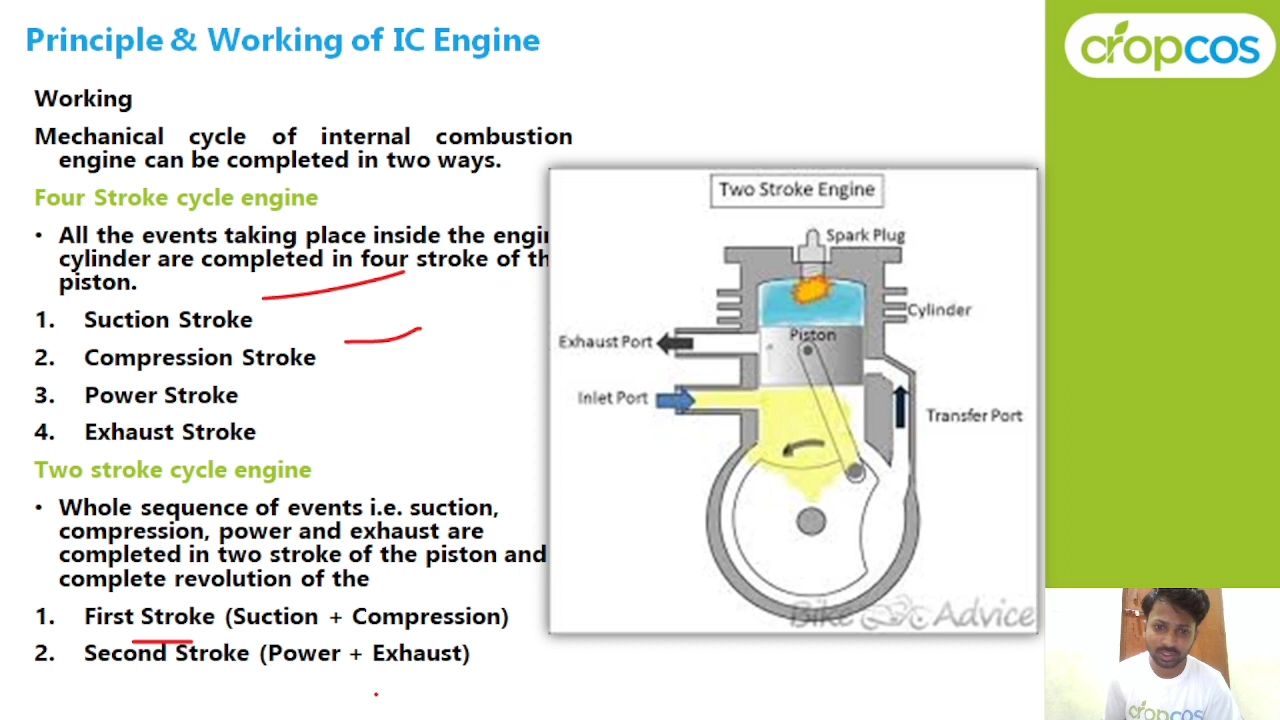 Principle & Working of IC Engine
cropcos
Working
Mechanical cycle of internal combustion
engine can be completed in two ways.
Four Stroke cycle engine
• All the events taking place inside the engin
cylinder are completed in four stroke of th
piston.
1. Suction Stroke
2. Compression Stroke
3. Power Stroke
4. Exhaust Stroke
Two stroke cycle engine
• Whole sequence of events i.e. suction,
compression, power and exhaust are
completed in two stroke of the piston and
complete revolution of the
1. First Stroke (Suction + Compression)
2. Second Stroke (Power + Exhaust)
Two Stroke Engine
Spark Plug
Cylinder
Piston
Exhaust Port
Inlet Port
Transfer Port
Bike Advice
cropcos